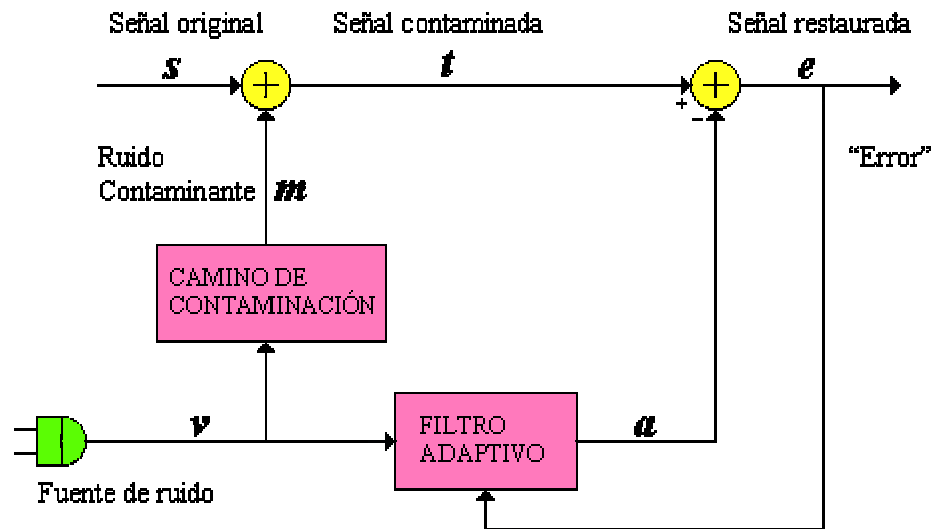 Señal original
Señal contaminada
Señal restaurada
s
t
e
+
+
+
-
Ruido
Contaminante m
"Error"
CAMINO DE
CONTAMINACIÓN
v
FILTRO
ADAPTIVO
a
Fuente de ruido